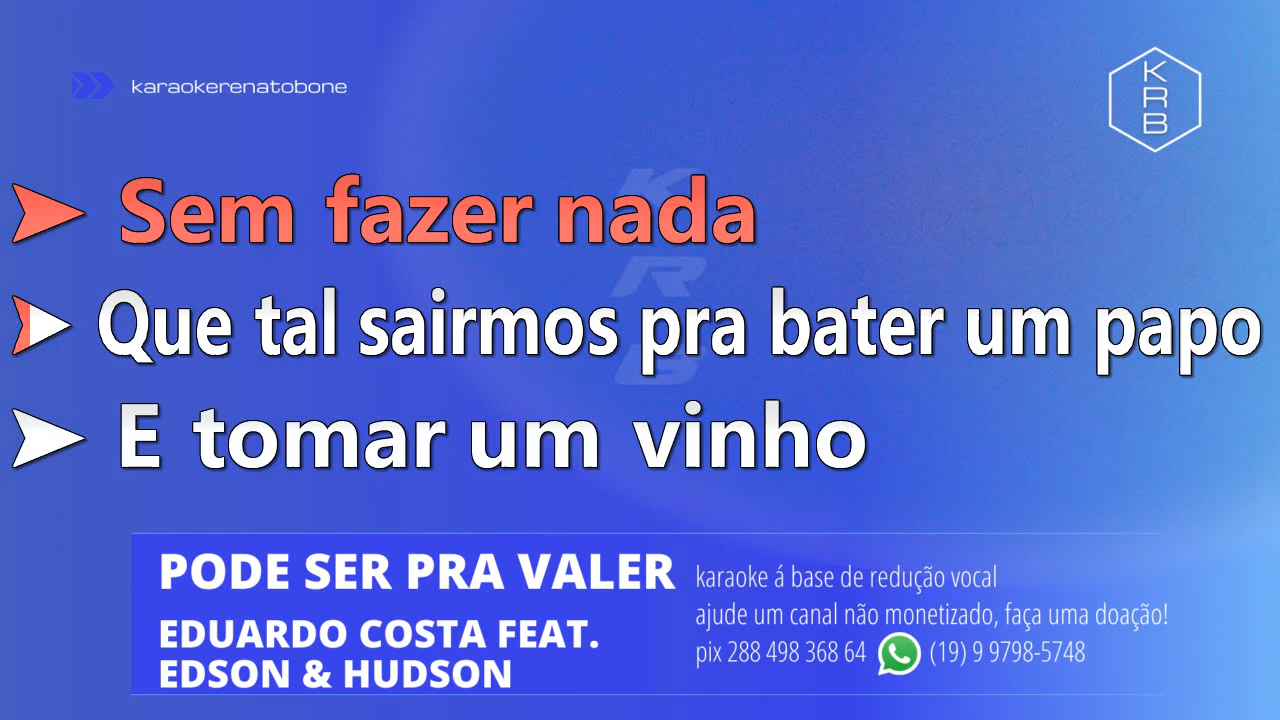 karaokerenatobone
K
R
B
Sem fazer nada
K
Que tal sairmos pra bater um papo
R
B
E tomar um vinho
PODE SER PRA VALER
EDUARDO COSTA FEAT.
EDSON & HUDSON
karaoke á base de redução vocal
ajude um canal não monetizado, faça uma doação!
pix 288 498 368 64 (19) 9 9798-5748